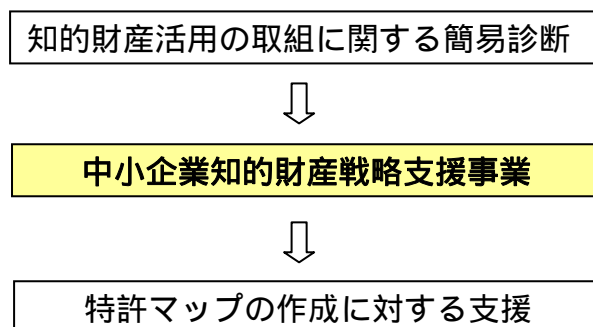 知的財産活用の取組に関する簡易診断
中小企業知的財産戦略支援事業
特許マップの作成に対する支援